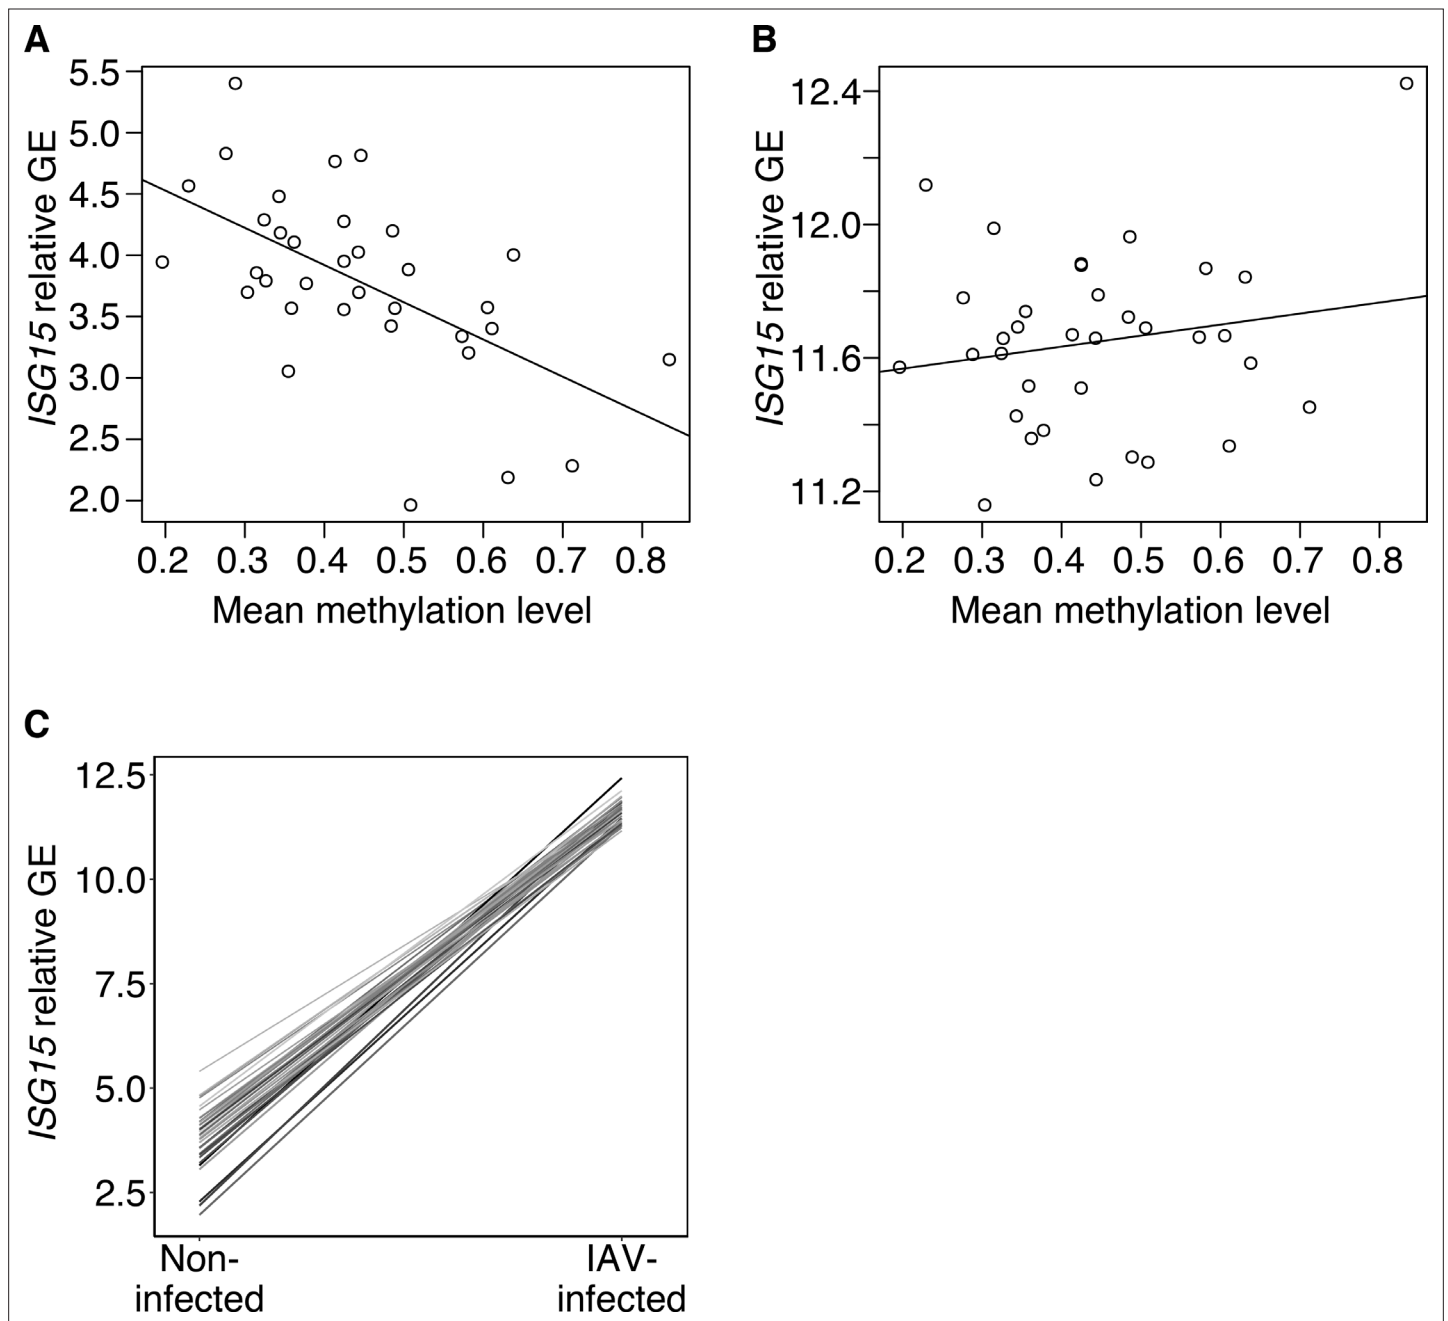 A
5.5
5.0
4.5
4.0
3.5
3.0
2.5
2.0
ISG15 relative GE
0.2 0.3 0.4 0.5 0.6 0.7 0.8
Mean methylation level
B
12.4
12.0
11.6
11.2
ISG15 relative GE
0.2 0.3 0.4 0.5 0.6 0.7 0.8
Mean methylation level
C
12.5
10.0
7.5
5.0
2.5
ISG15 relative GE
Non-
infected
IAV-
infected